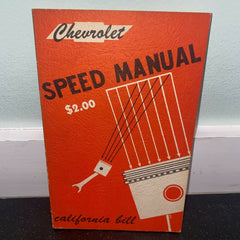 Chevrolet
SPEED MANUAL
$2.00
california bill